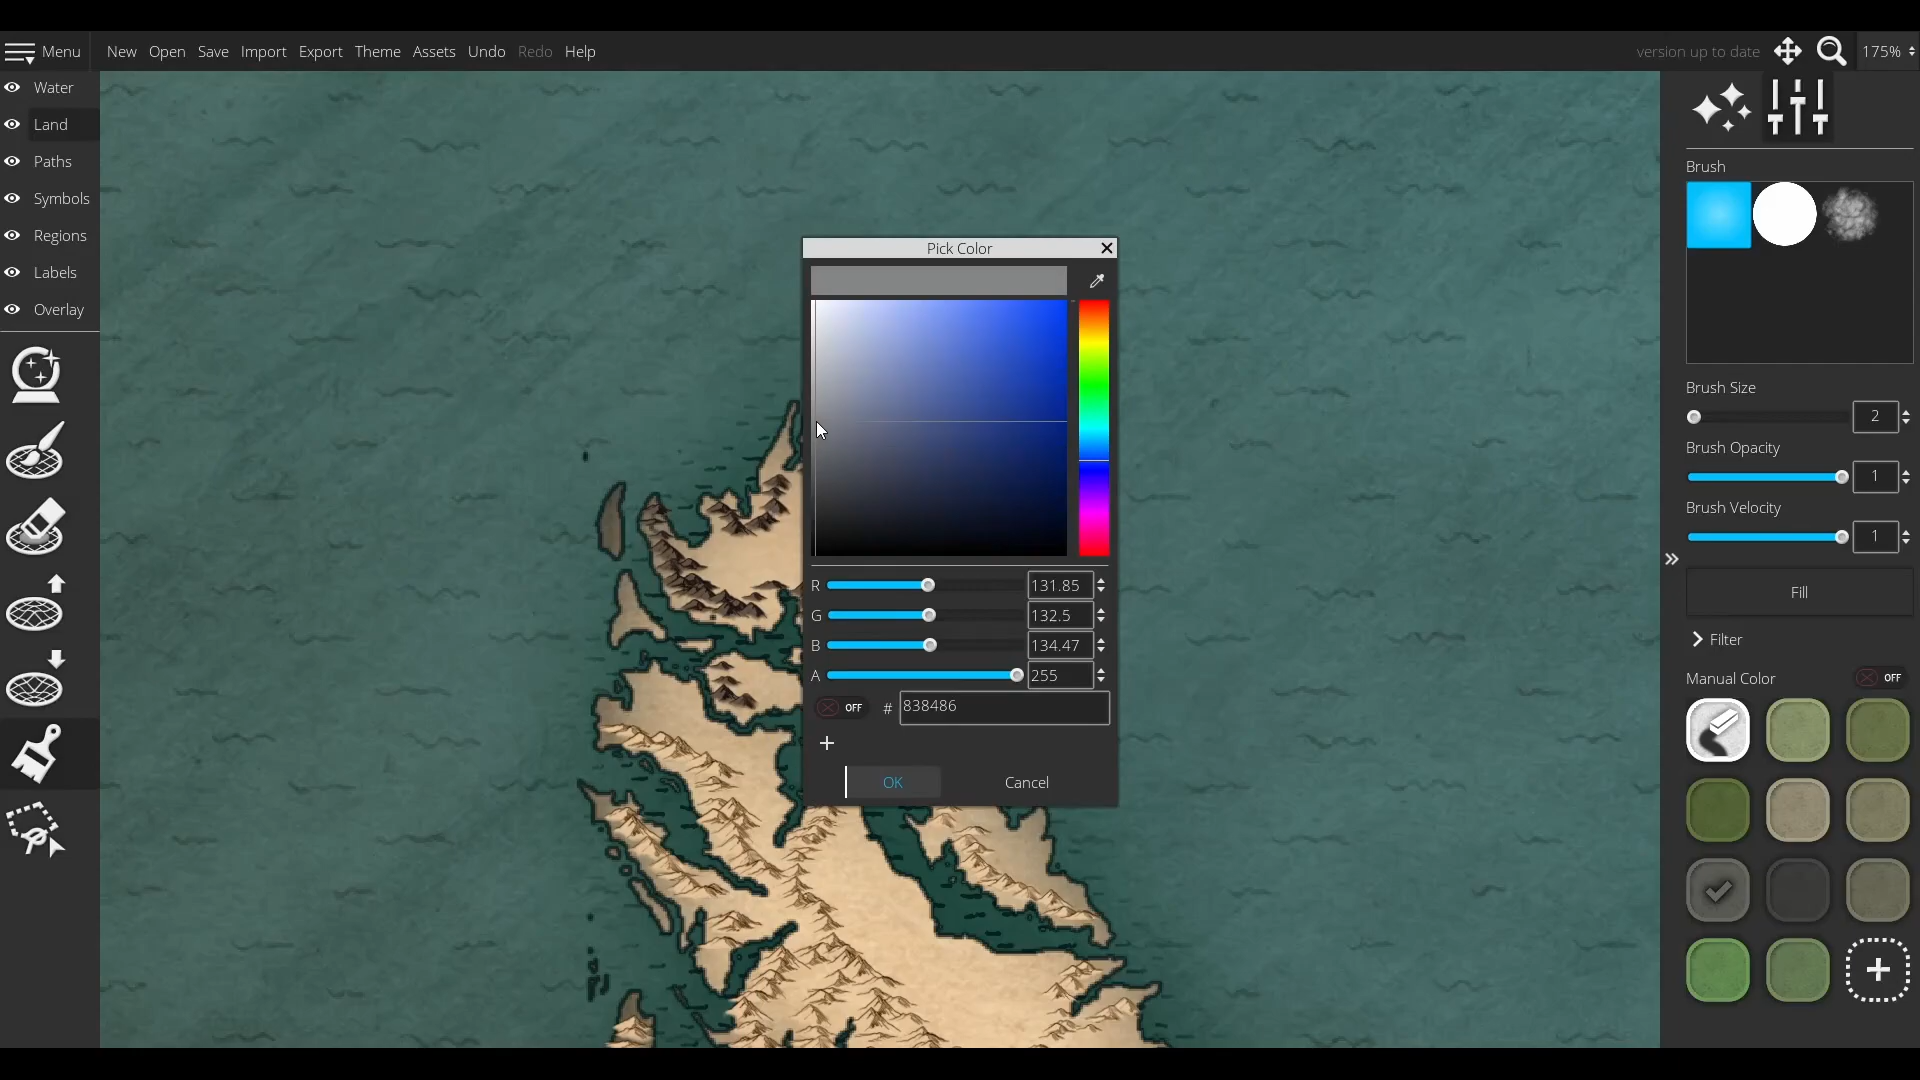 Menu New Open Save Import Export Theme Assets Undo Redo Help version up to date 175%
Water
Land
Paths
Symbols
Regions
Labels
Overlay
Pick Color
R 131.85
G 132.5
B 134.47
A 255
OFF # 838486
+
OK Cancel
Brush
Brush Size
2
Brush Opacity
1
Brush Velocity
1
Fill
Filter
Manual Color OFF